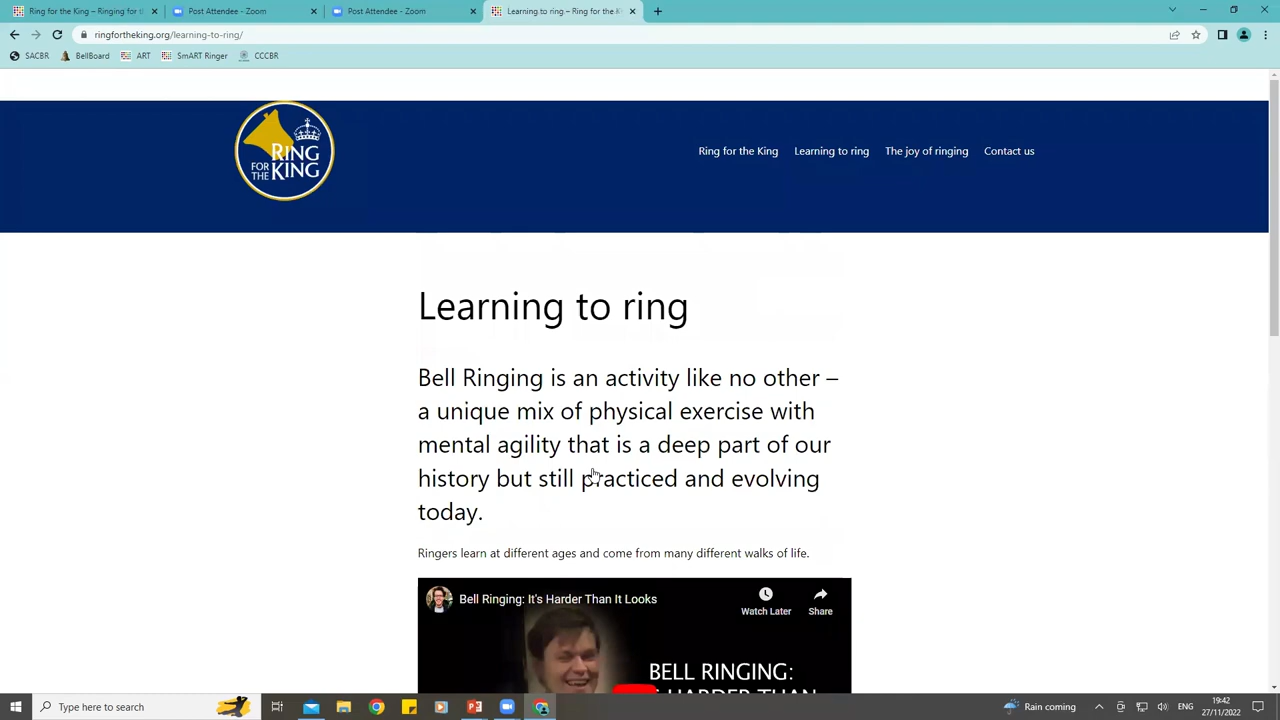 Ring for the King – Ringing for t
Post Attendee - Zoom
Post Attendee - Zoom
Learning to ring – Ring for the K
ringfortheking.org/learning-to-ring/
SACBR
BellBoard
ART
SmART Ringer
CCCBR
RING
FOR THE KING
Ring for the King
Learning to ring
The joy of ringing
Contact us
Learning to ring
Bell Ringing is an activity like no other –
a unique mix of physical exercise with
mental agility that is a deep part of our
history but still practiced and evolving
today.
Ringers learn at different ages and come from many different walks of life.
Bell Ringing: It's Harder Than It Looks
Watch Later
Share
BELL RINGING:
HARDER THAN
Type here to search
Rain coming
ENG
19:42
27/11/2022